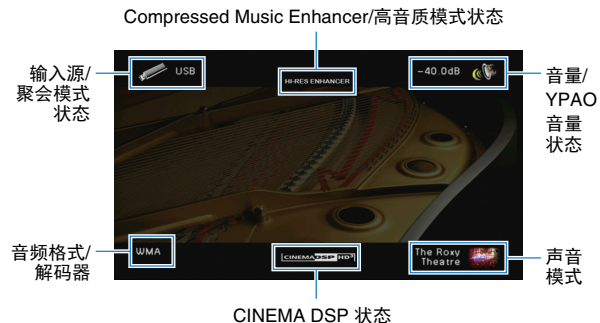 Compressed Music Enhancer/高音质模式状态
输入源/
聚会模式
状态
USB
HI-RES ENHANCER
-40.0dB
音量/
YPAO
音量
状态
音频格式/
解码器
WMA
CINEMA DSP HD³
The Roxy
Theatre
声音
模式
CINEMA DSP 状态